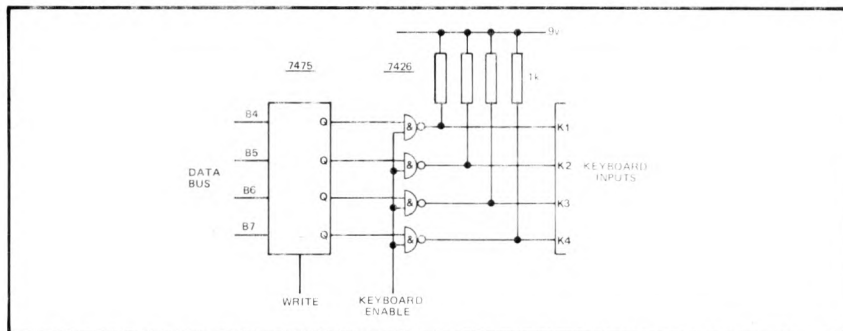 9v
7475
7426
1k
B4
Q
&
K1
B5
Q
&
K2
DATA
BUS
KEYBOARD
INPUTS
B6
Q
&
K3
B7
Q
&
K4
WRITE
KEYBOARD
ENABLE